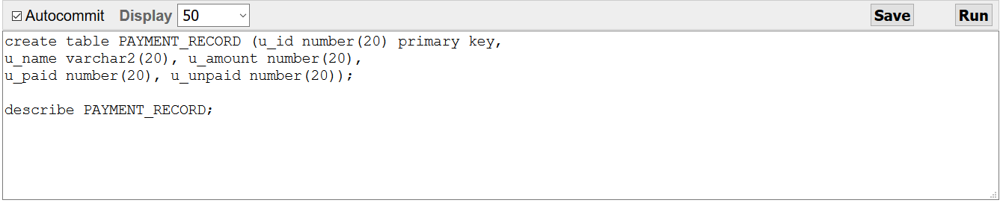 Autocommit Display 50 Save Run
create table PAYMENT_RECORD (u_id number(20) primary key,
u_name varchar2(20), u_amount number(20),
u_paid number(20), u_unpaid number(20));
describe PAYMENT_RECORD;